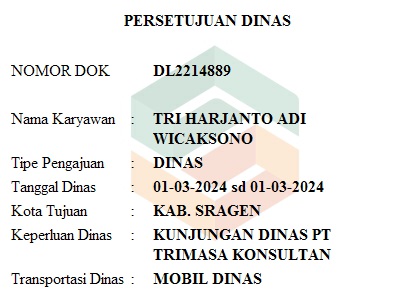 PERSETUJUAN DINAS
NOMOR DOK DL2214889
Nama Karyawan : TRI HARJANTO ADI
WICAKSONO
Tipe Pengajuan : DINAS
Tanggal Dinas : 01-03-2024 sd 01-03-2024
Kota Tujuan : KAB. SRAGEN
Keperluan Dinas : KUNJUNGAN DINAS PT
TRIMASA KONSULTAN
Transportasi Dinas : MOBIL DINAS